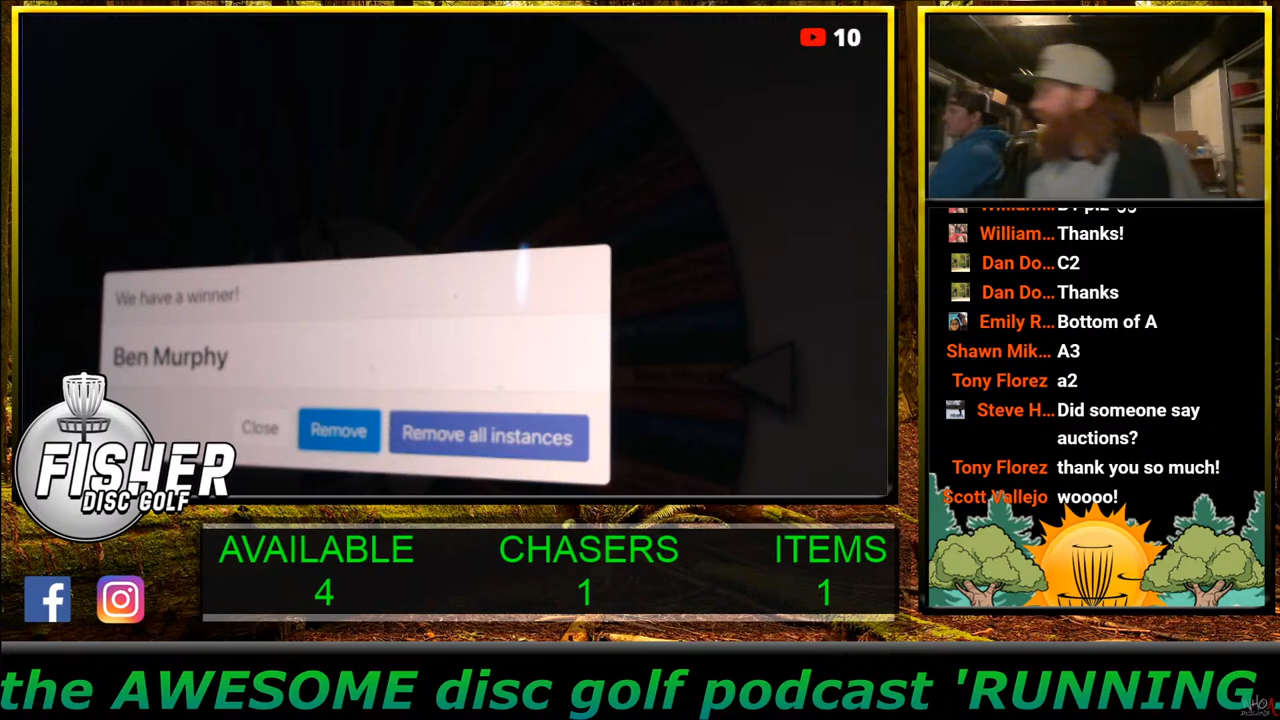 10
We have a winner!
Ben Murphy
Close
Remove
Remove all instances
FISHER
DISC GOLF
AVAILABLE
CHASERS
ITEMS
4
1
1
William... Thanks!
Dan Do... C2
Dan Do... Thanks
Emily R... Bottom of A
Shawn Mik... A3
Tony Florez a2
Steve H... Did someone say
auctions?
Tony Florez thank you so much!
Scott Vallejo woooo!
the AWESOME disc golf podcast 'RUNNING